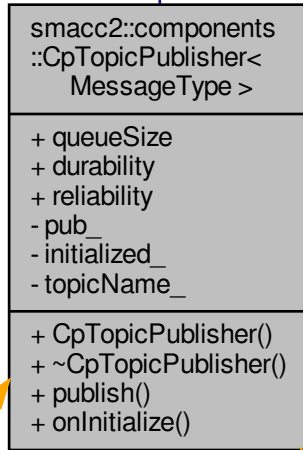 smacc2::components
::CpTopicPublisher<
MessageType >
+ queueSize
+ durability
+ reliability
- pub_
- initialized_
- topicName_
+ CpTopicPublisher()
+ ~CpTopicPublisher()
+ publish()
+ onInitialize()